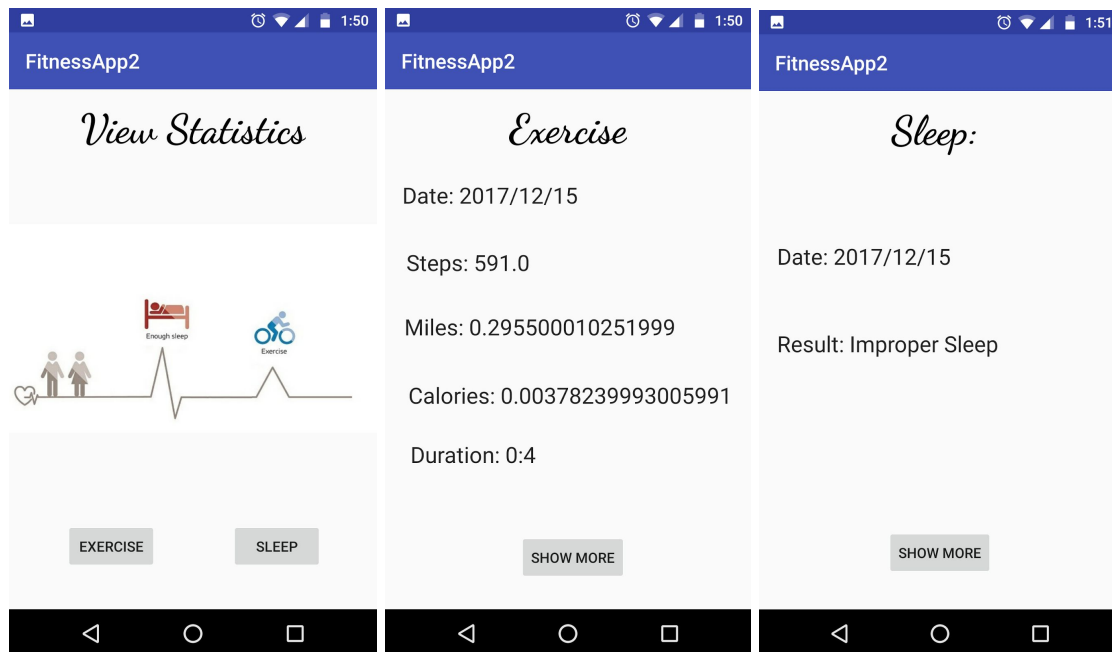 1:50
FitnessApp2
View Statistics
Enough sleep
Exercise
EXERCISE
SLEEP
1:50
FitnessApp2
Exercise
Date: 2017/12/15
Steps: 591.0
Miles: 0.295500010251999
Calories: 0.00378239993005991
Duration: 0:4
SHOW MORE
1:51
FitnessApp2
Sleep:
Date: 2017/12/15
Result: Improper Sleep
SHOW MORE